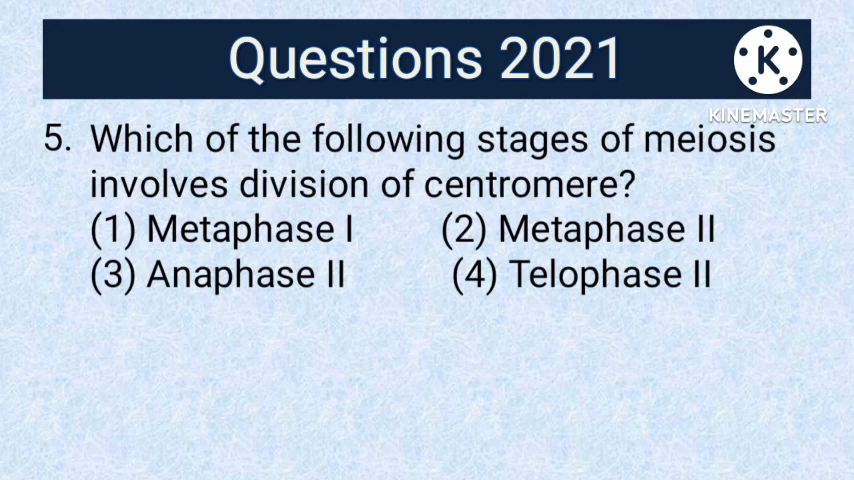 Questions 2021
K
KINEMASTER
5. Which of the following stages of meiosis
involves division of centromere?
(1) Metaphase I (2) Metaphase II
(3) Anaphase II (4) Telophase II